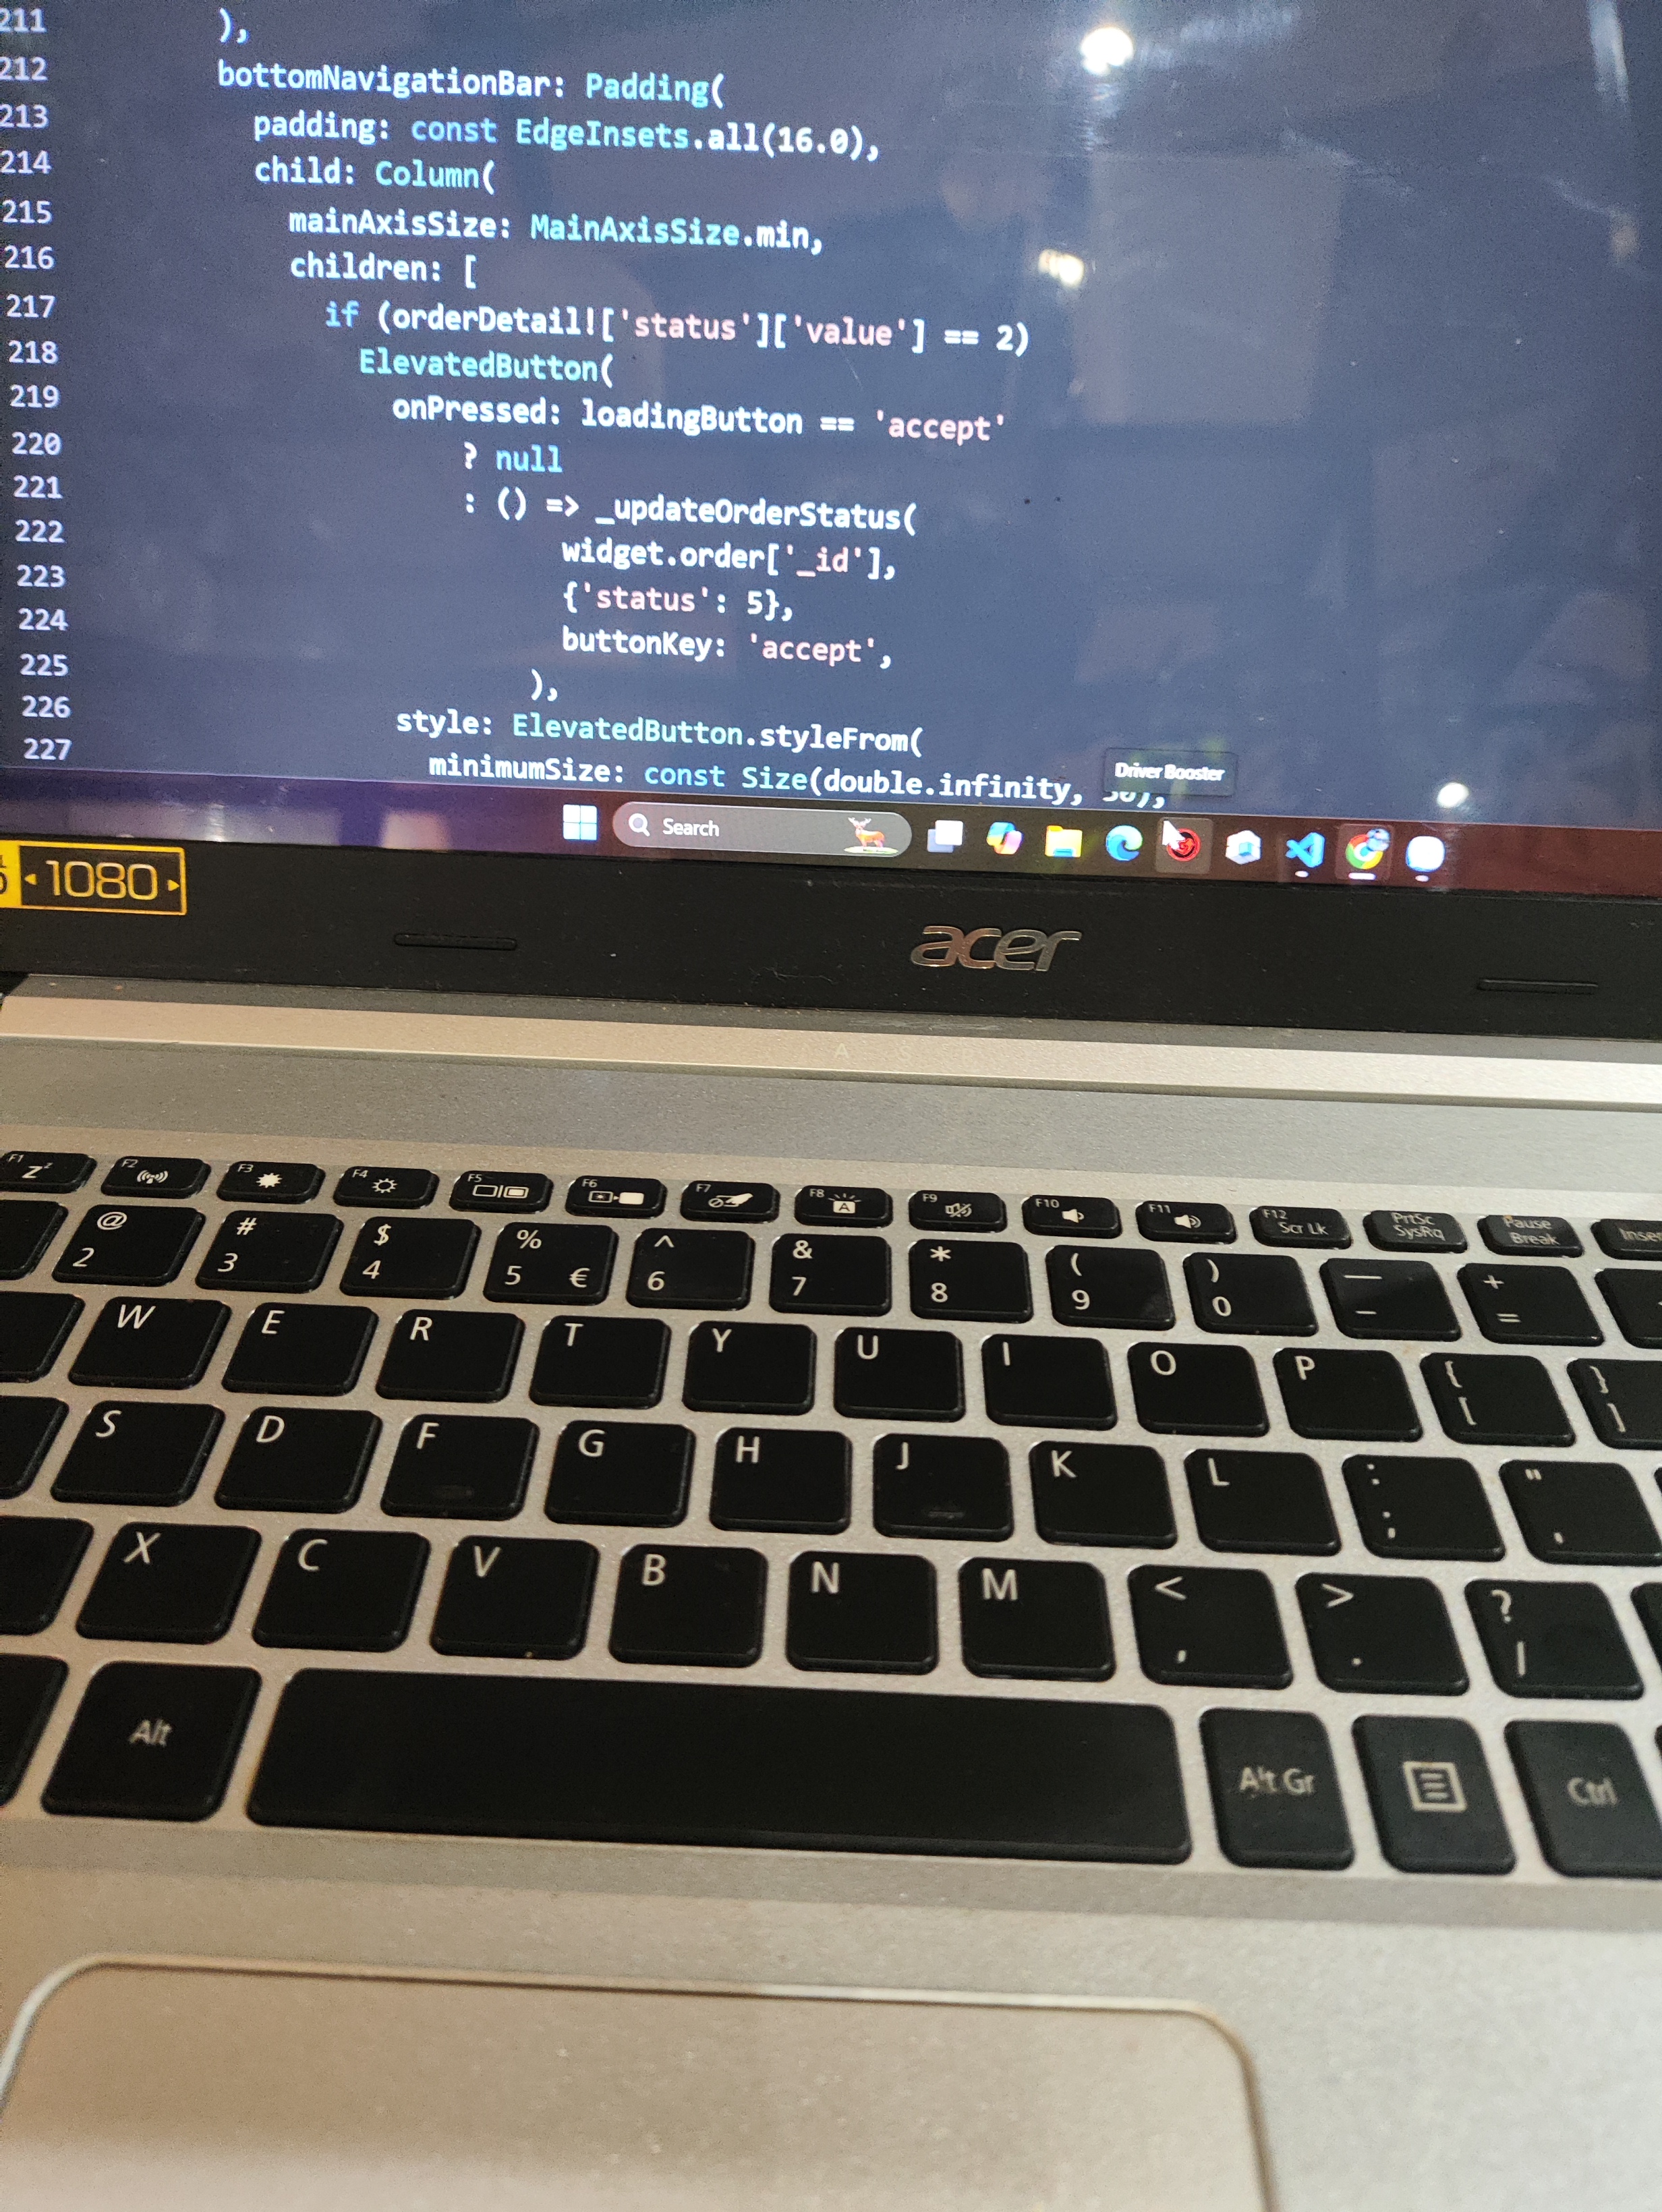 211 ),
212 bottomNavigationBar: Padding(
213 padding: const EdgeInsets.all(16.0),
214 child: Column(
215 mainAxisSize: MainAxisSize.min,
216 children: [
217 if (orderDetail!['status']['value'] == 2)
218 ElevatedButton(
219 onPressed: loadingButton == 'accept'
220 ? null
221 : () => _updateOrderStatus(
222 widget.order['_id'],
223 {'status': 5},
224 buttonKey: 'accept',
225 ),
226 style: ElevatedButton.styleFrom(
227 minimumSize: const Size(double.infinity,
Driver Booster
Search
1080
acer
F1 F2 F3 F4 F5 F6 F7 F8 F9 F10 F11 F12 Scr Lk PrtSc SysRq Pause Break
@ 2 # 3 $ 4 % 5 € ^ 6 & 7 * 8 ( 9 ) 0 — - + =
W E R T Y U I O P { [ } ]
S D F G H J K L : ; " '
X C V B N M < , > . ? /
Alt Alt Gr Ctrl